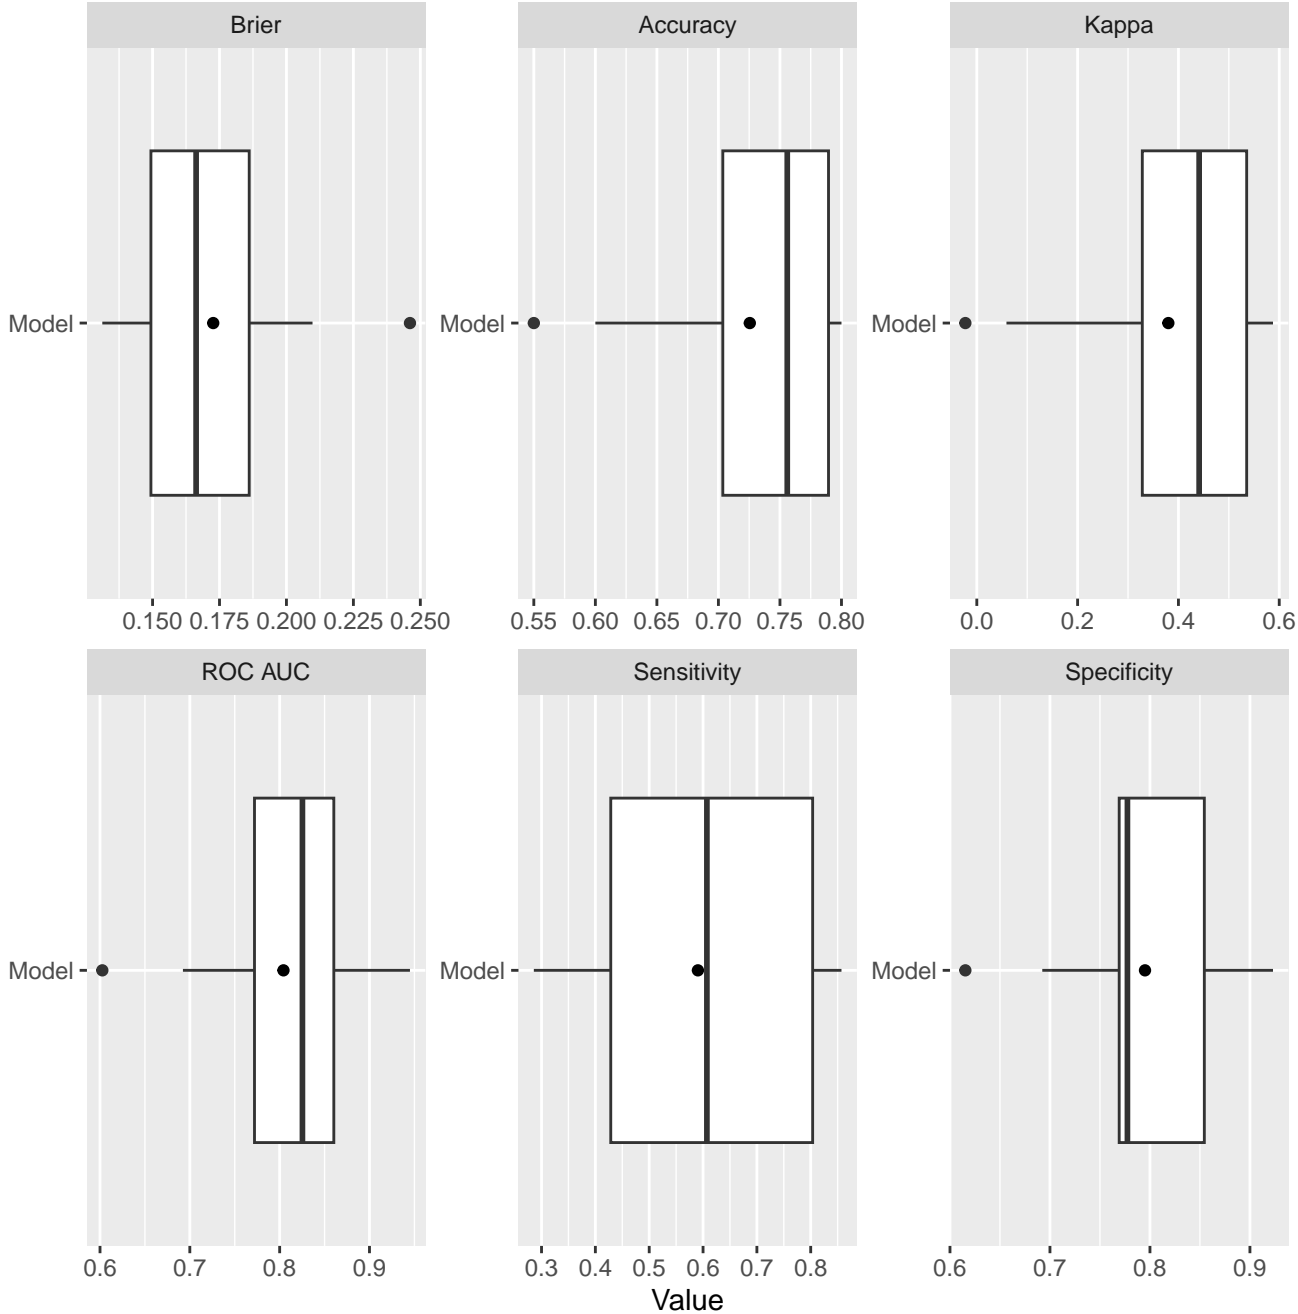 Brier Accuracy Kappa
Model Model Model
0.150 0.175 0.200 0.225 0.250 0.55 0.60 0.65 0.70 0.75 0.80 0.0 0.2 0.4 0.6
ROC AUC Sensitivity Specificity
Model Model Model
0.6 0.7 0.8 0.9 0.3 0.4 0.5 0.6 0.7 0.8 0.6 0.7 0.8 0.9
Value